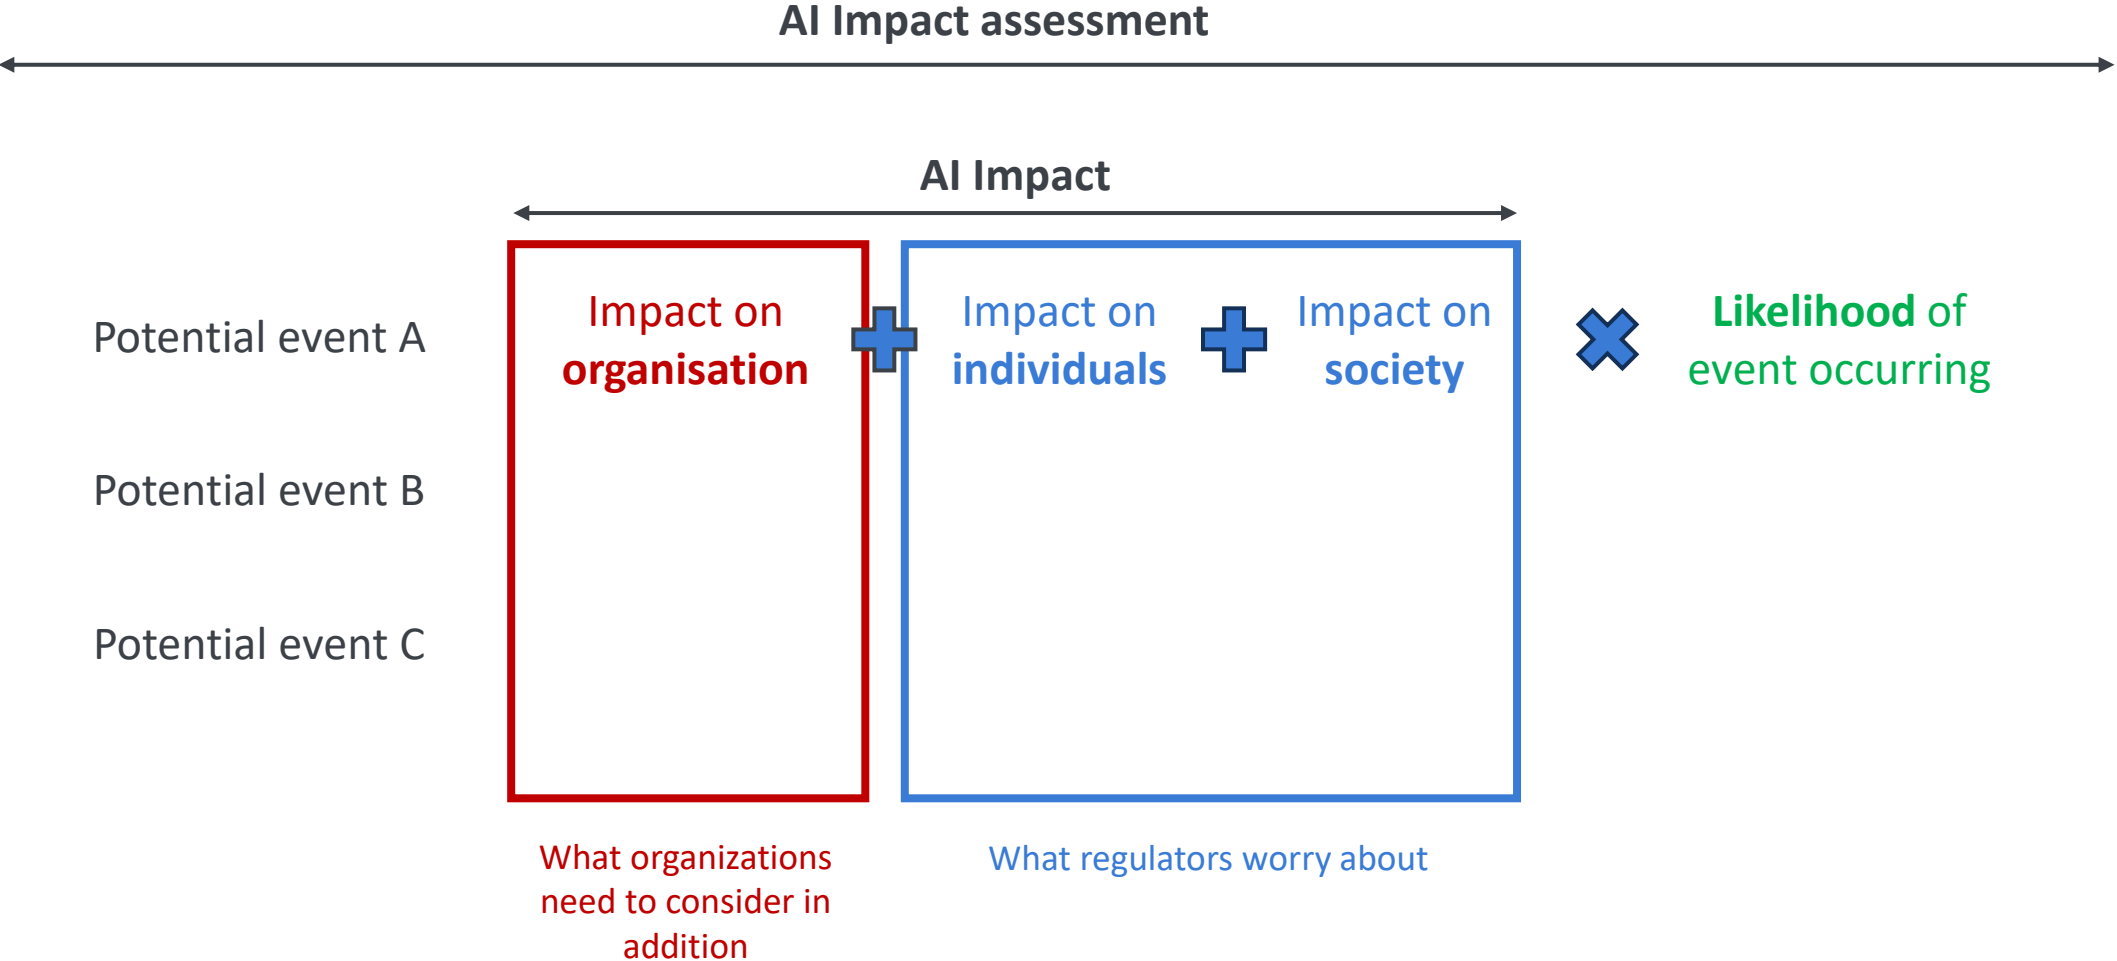 AI Impact assessment
AI Impact
Potential event A
Impact on
organisation
Impact on
individuals
Impact on
society
Likelihood of
event occurring
Potential event B
Potential event C
What organizations
need to consider in
addition
What regulators worry about